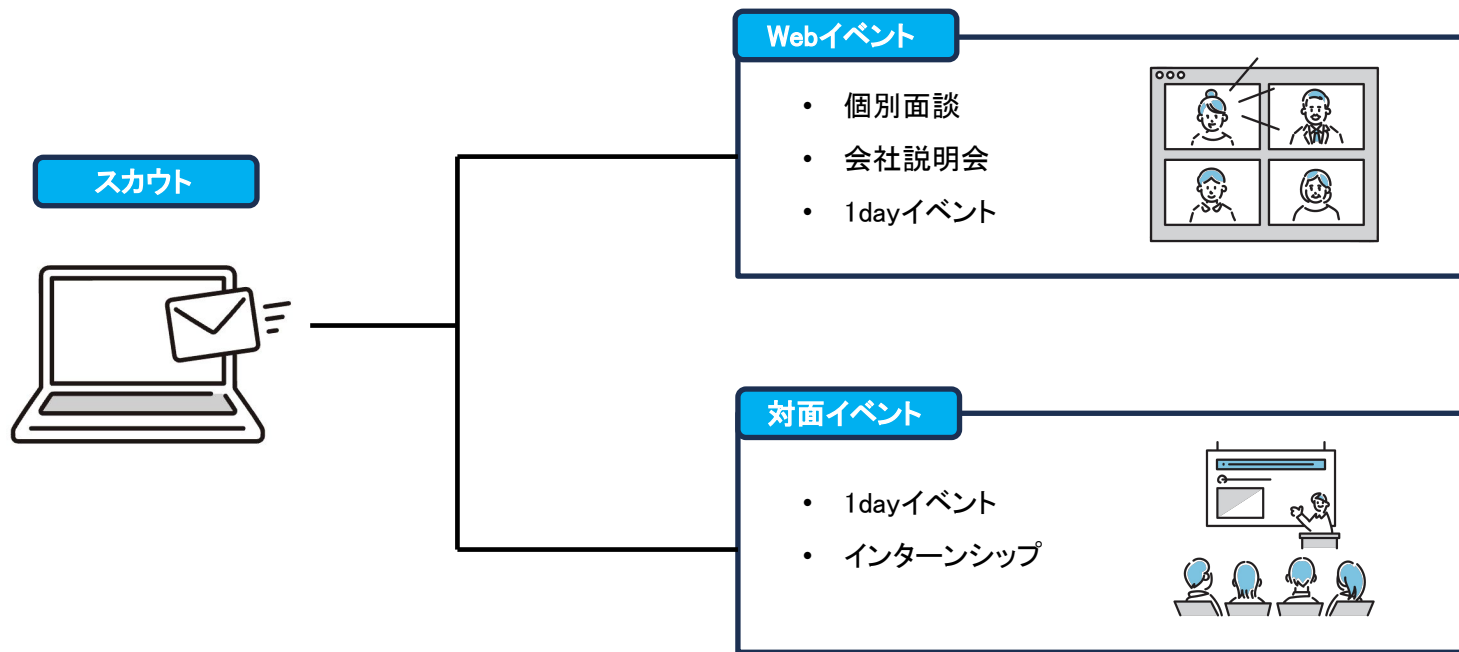 スカウト
Webイベント
• 個別面談
• 会社説明会
• 1dayイベント
対面イベント
• 1dayイベント
• インターンシップ